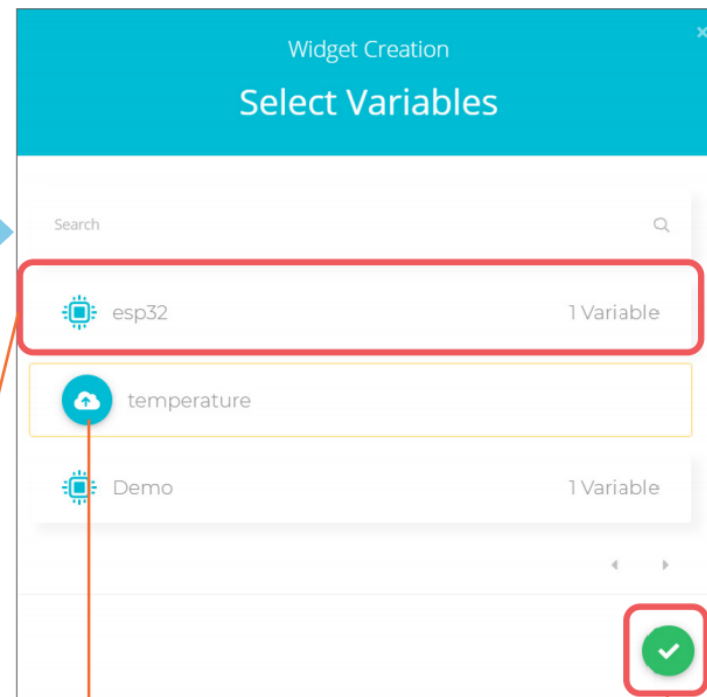 Widget Creation
Select Variables
Search
esp32 1 Variable
temperature
Demo 1 Variable